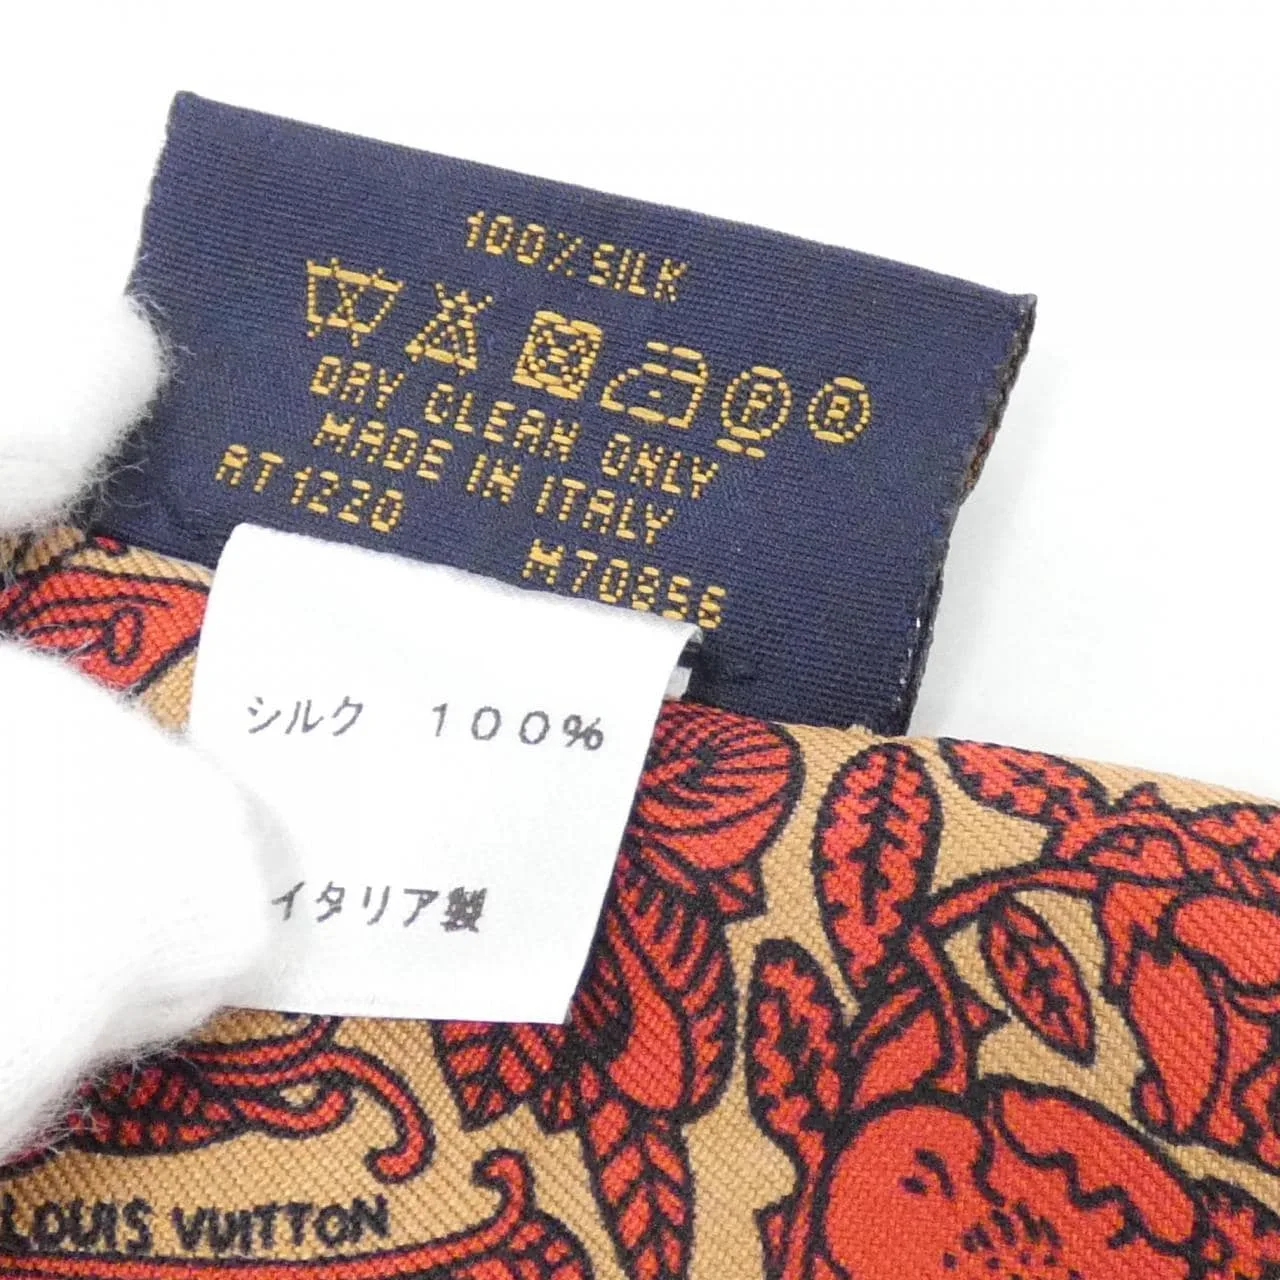 100% SILK
DRY CLEAN ONLY
MADE IN ITALY
AT1220
M70856
シルク 100%
イタリア製
LOUIS VUITTON